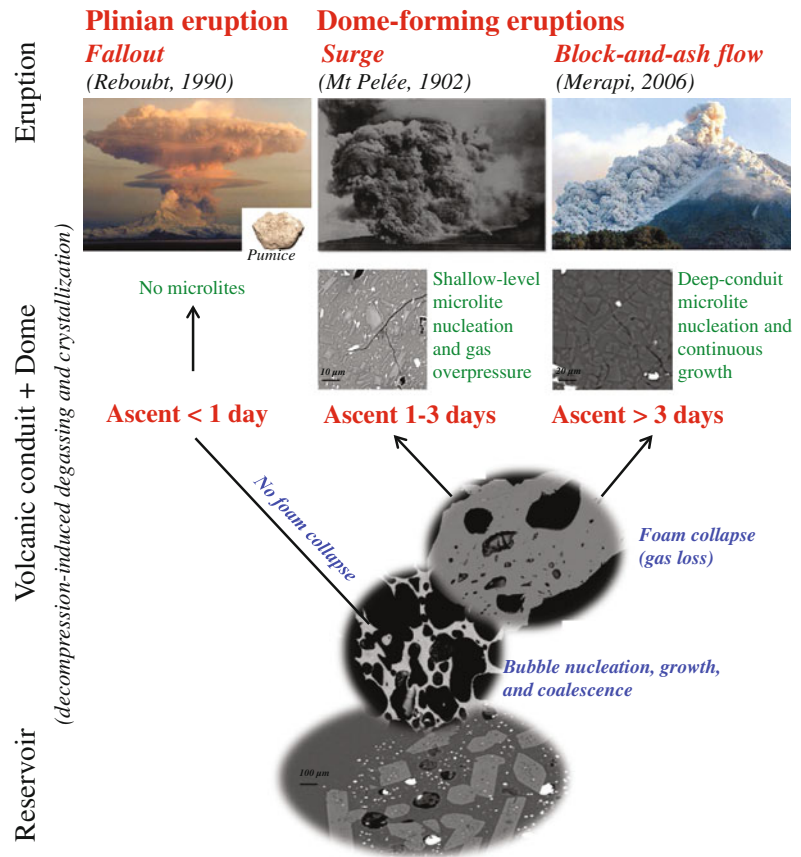 Plinian eruption
Fallout
(Reboubt, 1990)
Dome-forming eruptions
Surge
(Mt Pelée, 1902)
Block-and-ash flow
(Merapi, 2006)
Eruption
Pumice
No microlites
Shallow-level
microlite
nucleation
and gas
overpressure
10 µm
Deep-conduit
microlite
nucleation and
continuous
growth
20 µm
Volcanic conduit + Dome
(decompression-induced degassing and crystallization)
Ascent < 1 day
Ascent 1-3 days
Ascent > 3 days
No foam collapse
Foam collapse
(gas loss)
Bubble nucleation, growth,
and coalescence
Reservoir
100 µm